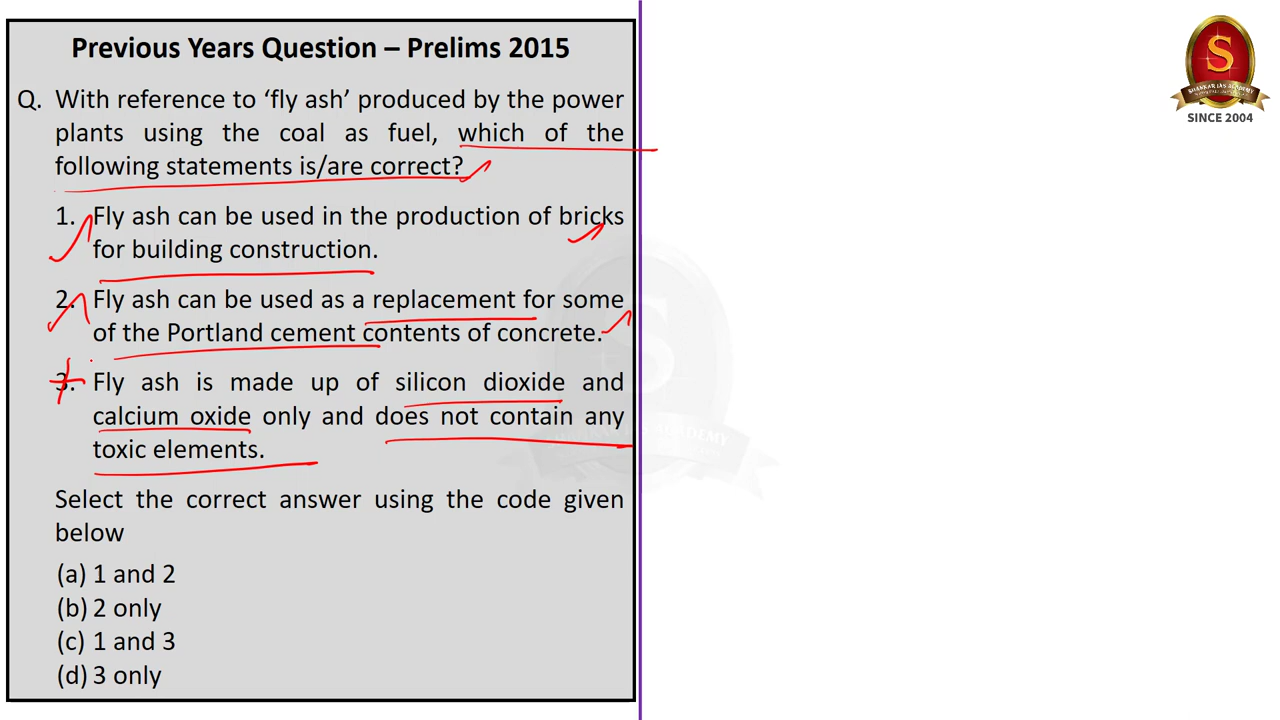 Previous Years Question – Prelims 2015
Q. With reference to ‘fly ash’ produced by the power
plants using the coal as fuel, which of the
following statements is/are correct?
1. Fly ash can be used in the production of bricks
for building construction.
2. Fly ash can be used as a replacement for some
of the Portland cement contents of concrete.
3. Fly ash is made up of silicon dioxide and
calcium oxide only and does not contain any
toxic elements.
Select the correct answer using the code given
below
(a) 1 and 2
(b) 2 only
(c) 1 and 3
(d) 3 only
S
SHANKAR IAS ACADEMY
SINCE 2004